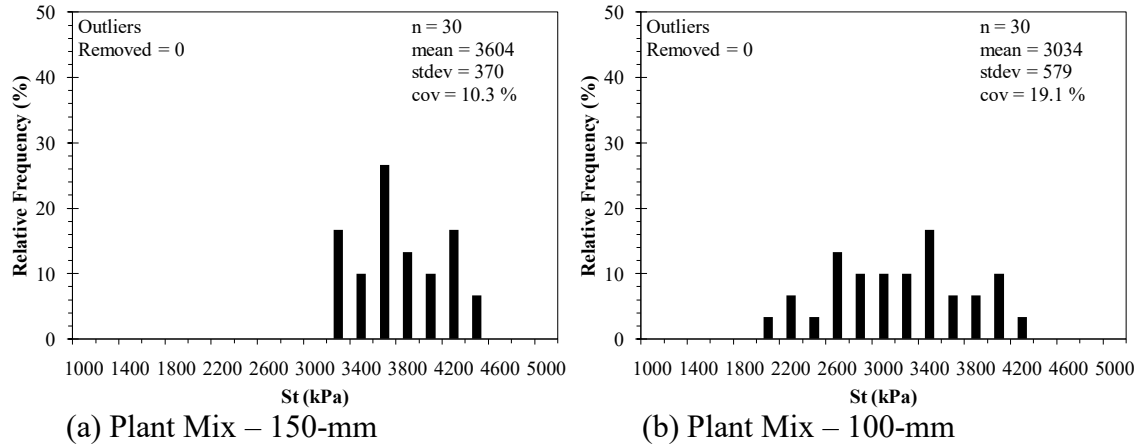 50
40
30
20
10
0
Relative Frequency (%)
Outliers
Removed = 0
n = 30
mean = 3604
stdev = 370
cov = 10.3 %
1000 1400 1800 2200 2600 3000 3400 3800 4200 4600 5000
St (kPa)
(a) Plant Mix – 150-mm
50
40
30
20
10
0
Relative Frequency (%)
Outliers
Removed = 0
n = 30
mean = 3034
stdev = 579
cov = 19.1 %
1000 1400 1800 2200 2600 3000 3400 3800 4200 4600 5000
St (kPa)
(b) Plant Mix – 100-mm